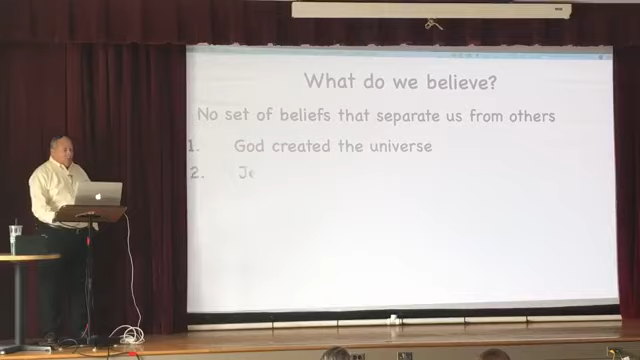 What do we believe?
No set of beliefs that separate us from others
1. God created the universe
2. Je